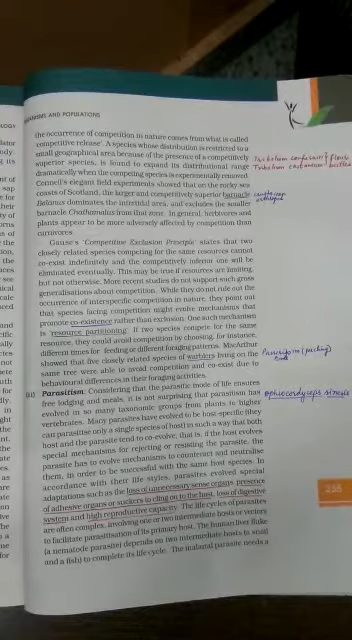 ORGANISMS AND POPULATIONS
the occurrence of competition in nature comes from what is called
competitive release'. A species whose distribution is restricted to a
small geographical area because of the presence of a competitively
superior species, is found to expand its distributional range
dramatically when the competing species is experimentally removed.
Connell's elegant field experiments showed that on the rocky sea
coasts of Scotland, the larger and competitively superior barnacle
Balanus dominates the intertidal area, and excludes the smaller
barnacle Chathamalus from that zone. In general, herbivores and
plants appear to be more adversely affected by competition than
carnivores.
Gause's 'Competitive Exclusion Principle' states that two
closely related species competing for the same resources cannot
co-exist indefinitely and the competitively inferior one will be
eliminated eventually. This may be true if resources are limiting,
but not otherwise. More recent studies do not support such gross
generalisations about competition. While they do not rule out the
occurrence of interspecific competition in nature, they point out
that species facing competition might evolve mechanisms that
promote co-existence rather than exclusion. One such mechanism
is 'resource partitioning'. If two species compete for the same
resource, they could avoid competition by choosing, for instance,
different times for feeding or different foraging patterns. MacArthur
showed that five closely related species of warblers living on the
same tree were able to avoid competition and co-exist due to
behavioural differences in their foraging activities.
(iii) Parasitism: Considering that the parasitic mode of life ensures
free lodging and meals, it is not surprising that parasitism has
evolved in so many taxonomic groups from plants to higher
vertebrates. Many parasites have evolved to be host-specific (they
can parasitise only a single species of host) in such a way that both
host and the parasite tend to co-evolve; that is, if the host evolves
special mechanisms for rejecting or resisting the parasite, the
parasite has to evolve mechanisms to counteract and neutralise
them, in order to be successful with the same host species. In
accordance with their life styles, parasites evolved special
adaptations such as the loss of unnecessary sense organs, presence
of adhesive organs or suckers to cling on to the host, loss of digestive
system and high reproductive capacity. The life cycles of parasites
are often complex, involving one or two intermediate hosts or vectors
to facilitate parasitisation of its primary host. The human liver fluke
(a nematode parasite) depends on two intermediate hosts (a snail
and a fish) to complete its life cycle. The malarial parasite needs a
Tribolium confusum
Tribolium castaneum
flour
beetles
235